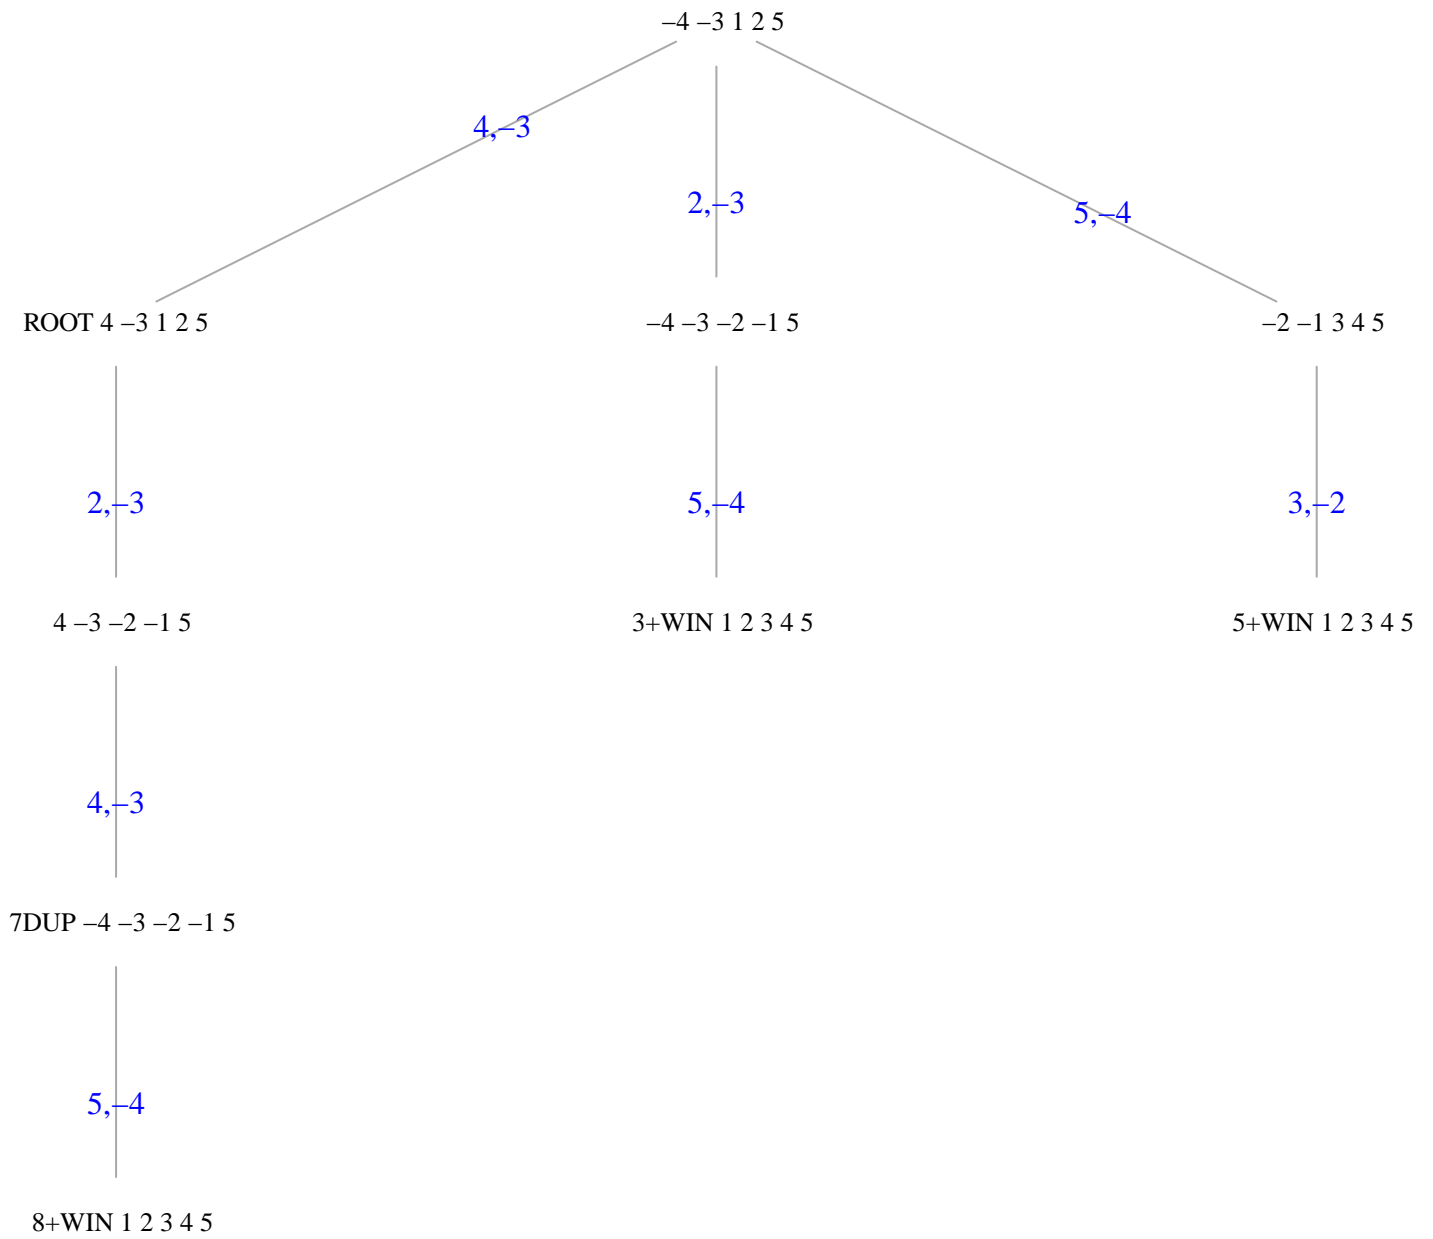 –4 –3 1 2 5
4,–3
2,–3
5,–4
ROOT 4 –3 1 2 5
–4 –3 –2 –1 5
–2 –1 3 4 5
2,–3
5,–4
3,–2
4 –3 –2 –1 5
3+WIN 1 2 3 4 5
5+WIN 1 2 3 4 5
4,–3
7DUP –4 –3 –2 –1 5
5,–4
8+WIN 1 2 3 4 5